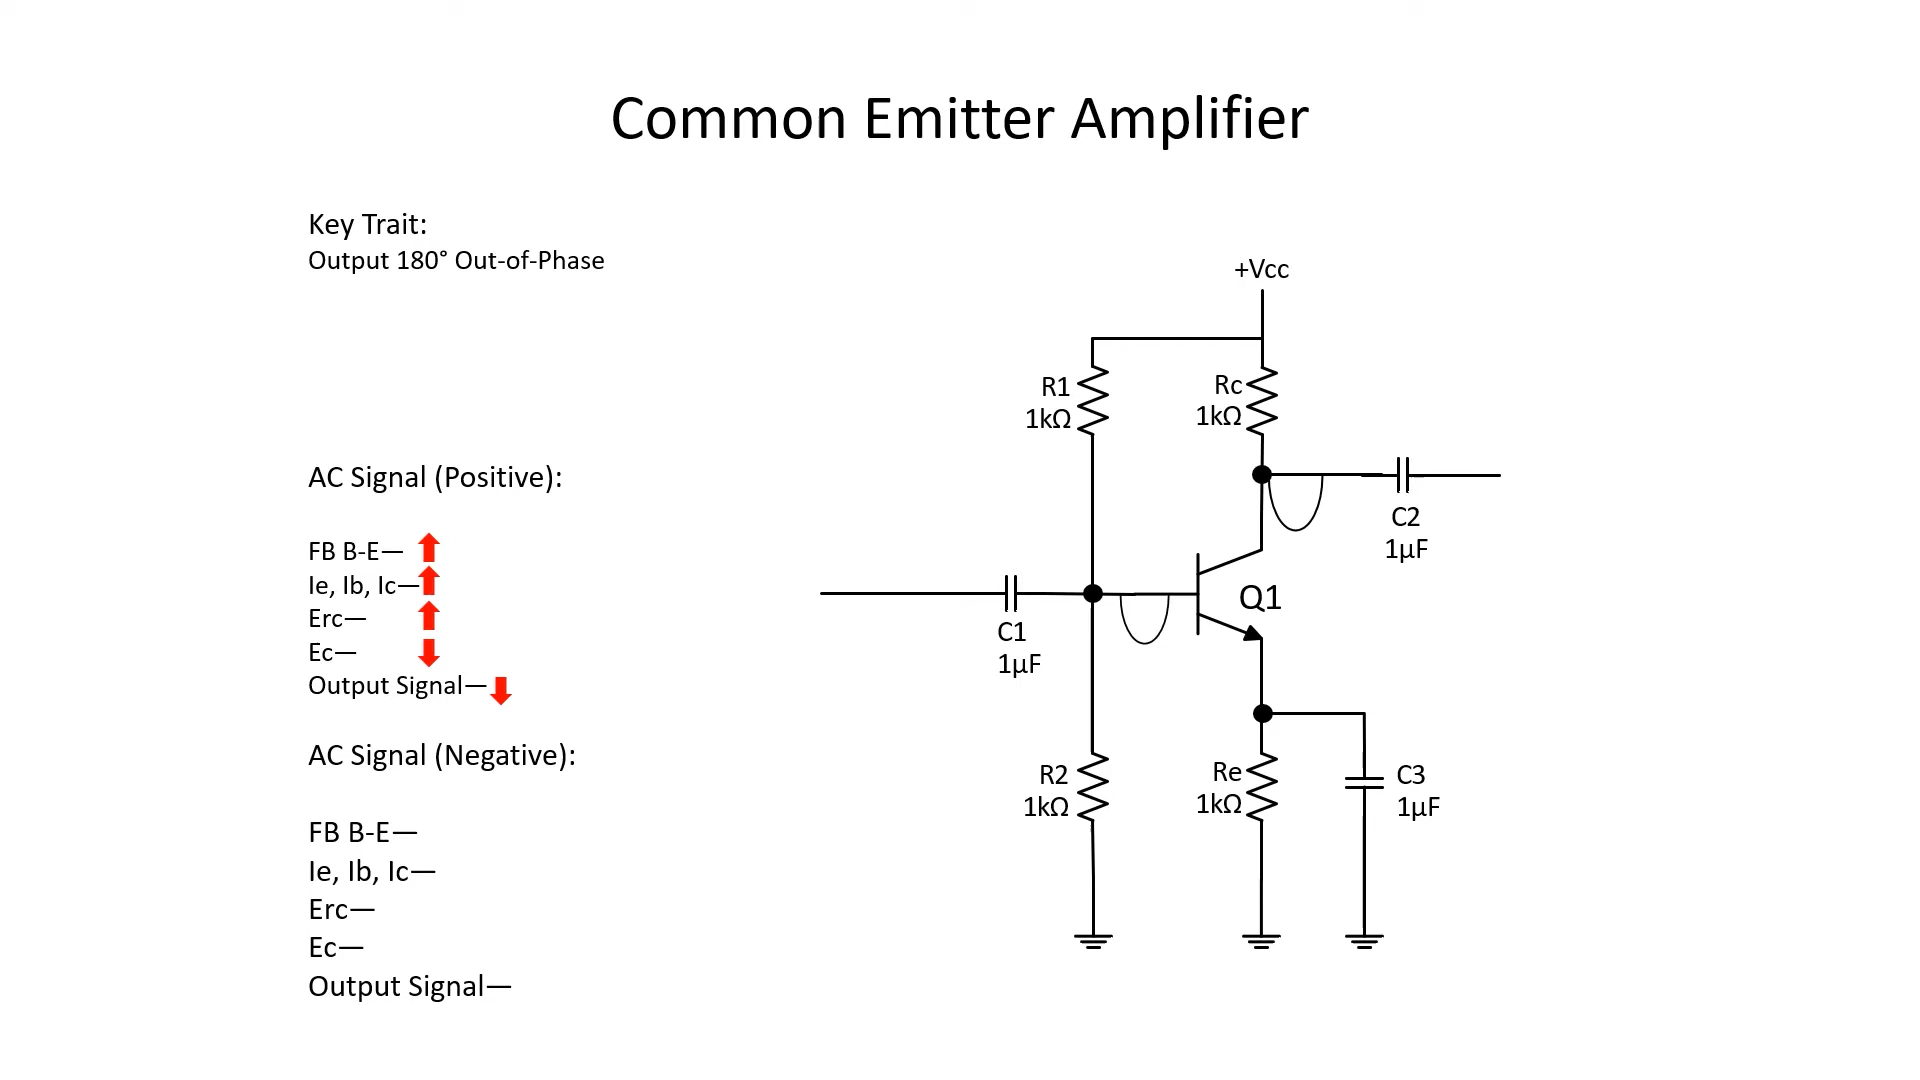 Common Emitter Amplifier
Key Trait:
Output 180° Out-of-Phase
AC Signal (Positive):
FB B-E—
Ie, Ib, Ic—
Erc—
Ec—
Output Signal—
AC Signal (Negative):
FB B-E—
Ie, Ib, Ic—
Erc—
Ec—
Output Signal—
+Vcc
R1
1kΩ
Rc
1kΩ
C2
1µF
Q1
C1
1µF
R2
1kΩ
Re
1kΩ
C3
1µF